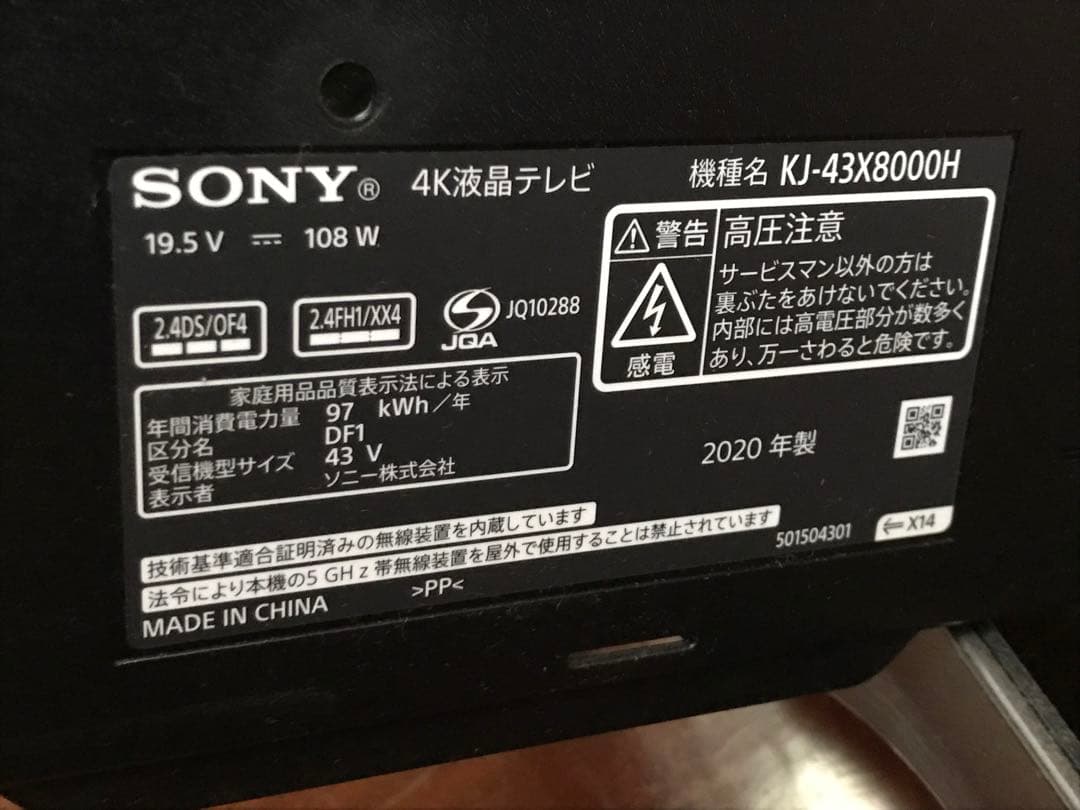 SONY® 4K液晶テレビ 機種名 KJ-43X8000H
19.5 V ⎓ 108 W
2.4DS/OF4
2.4FH1/XX4
JQA
JQ10288
警告 高圧注意
感電
サービスマン以外の方は
裏ぶたをあけないでください。
内部には高電圧部分が数多く
あり、万一さわると危険です。
家庭用品品質表示法による表示
年間消費電力量 97 kWh/年
区分名 DF1
受信機型サイズ 43 V
表示者 ソニー株式会社
2020 年製
技術基準適合証明済みの無線装置を内蔵しています
法令により本機の5 GHz帯無線装置を屋外で使用することは禁止されています
501504301
⇐X14
MADE IN CHINA
>PP<